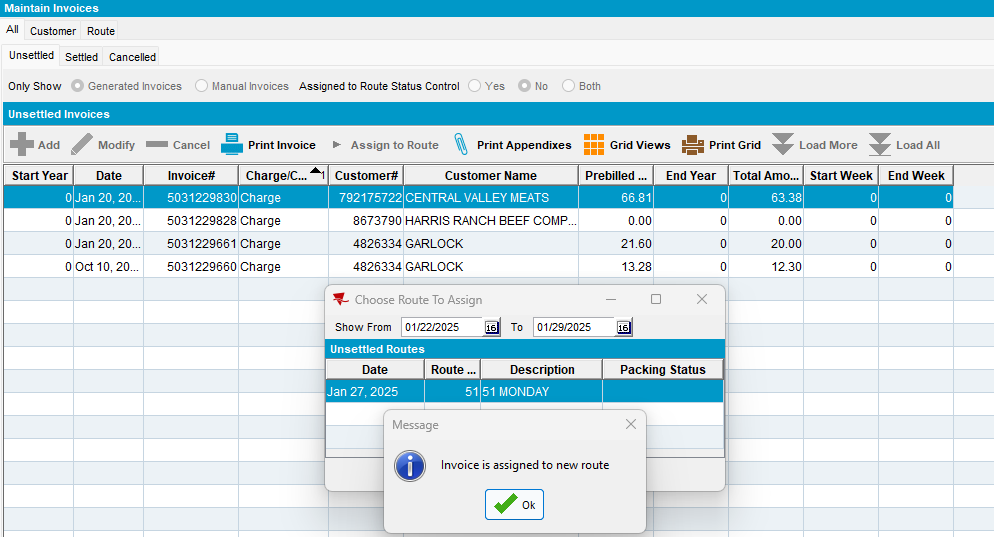 Maintain Invoices
All Customer Route
Unsettled Settled Cancelled
Only Show Generated Invoices Manual Invoices Assigned to Route Status Control Yes No Both
Unsettled Invoices
Add Modify Cancel Print Invoice Assign to Route Print Appendixes Grid Views Print Grid Load More Load All
Start Year Date Invoice# Charge/C... 1 Customer# Customer Name Prebilled ... End Year Total Amo... Start Week End Week
0 Jan 20, 20... 5031229830 Charge 792175722 CENTRAL VALLEY MEATS 66.81 0 63.38 0 0
0 Jan 20, 20... 5031229828 Charge 8673790 HARRIS RANCH BEEF COMP... 0.00 0 0.00 0 0
0 Jan 20, 20... 5031229661 Charge 4826334 GARLOCK 21.60 0 20.00 0 0
0 Oct 10, 20... 5031229660 Charge 4826334 GARLOCK 13.28 0 12.30 0 0
Choose Route To Assign
Show From 01/22/2025 16 To 01/29/2025 16
Unsettled Routes
Date Route ... Description Packing Status
Jan 27, 2025 51 51 MONDAY
Message
Invoice is assigned to new route
Ok